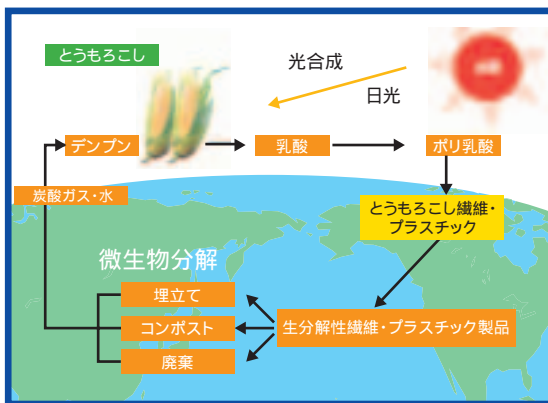 とうもろこし
光合成
日光
デンプン
乳酸
ポリ乳酸
炭酸ガス・水
とうもろこし繊維・
プラスチック
微生物分解
埋立て
コンポスト
廃棄
生分解性繊維・プラスチック製品